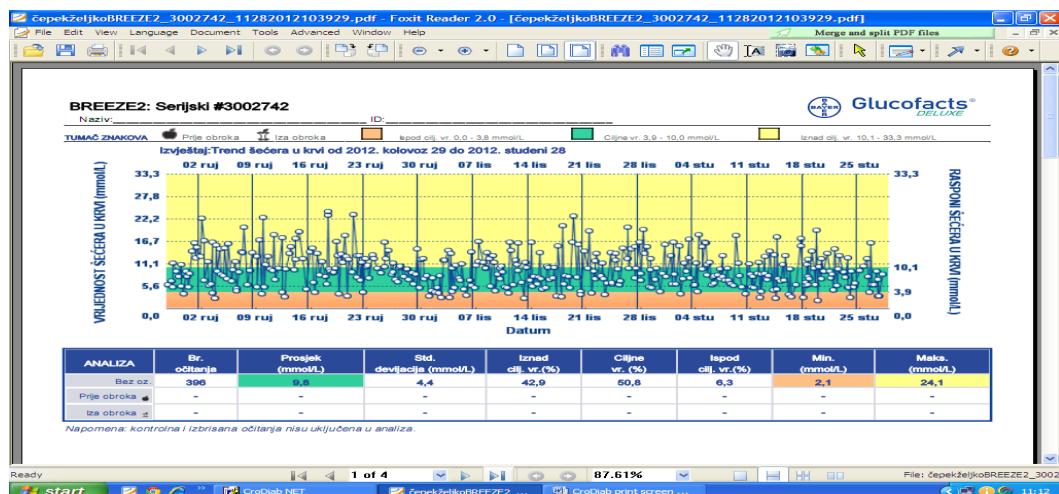 čepekželjkoBREEZE2_3002742_11282012103929.pdf - Foxit Reader 2.0 - [čepekželjkoBREEZE2_3002742_11282012103929.pdf]
File Edit View Language Document Tools Advanced Window Help Merge and split PDF files
BREEZE2: Serijski #3002742
BAYER
Glucofacts®
DELUXE
Naziv: ID:
TUMAČ ZNAKOVA Prije obroka Iza obroka Ispod cilj. vr. 0,0 - 3,8 mmol/L Ciljne vr. 3,9 - 10,0 mmol/L Iznad cilj. vr. 10,1 - 33,3 mmol/L
Izvještaj:Trend šećera u krvi od 2012. kolovoz 29 do 2012. studeni 28
02 ruj 09 ruj 16 ruj 23 ruj 30 ruj 07 lis 14 lis 21 lis 28 lis 04 stu 11 stu 18 stu 25 stu
VRIJEDNOST ŠEĆERA U KRVI (mmol/L)
33,3
27,8
22,2
16,7
11,1
5,6
0,0
33,3
10,1
3,9
0,0
RASPONI ŠEĆERA U KRVI (mmol/L)
02 ruj 09 ruj 16 ruj 23 ruj 30 ruj 07 lis 14 lis 21 lis 28 lis 04 stu 11 stu 18 stu 25 stu
Datum
ANALIZA Br. očitanja Prosjek (mmol/L) Std. devijacija (mmol/L) Iznad cilj. vr.(%) Ciljne vr. (%) Ispod cilj. vr.(%) Min. (mmol/L) Maks. (mmol/L)
Bez oz. 396 9,8 4,4 42,9 50,8 6,3 2,1 24,1
Prije obroka - - - - - - - -
Iza obroka - - - - - - - -
Napomena: kontrolna i izbrisana očitanja nisu uključena u analiza.
Ready 1 of 4 87.61% File: čepekželjkoBREEZE2_3002
start CroDiab NET čepekželjkoBREEZE2_... CroDiab print screen ... 11:12